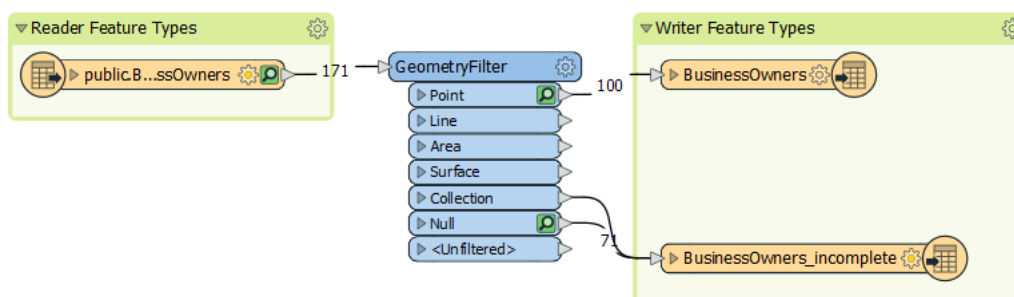 Reader Feature Types
public.B...ssOwners
171
GeometryFilter
Point
Line
Area
Surface
Collection
Null
<Unfiltered>
100
71
Writer Feature Types
BusinessOwners
BusinessOwners_incomplete